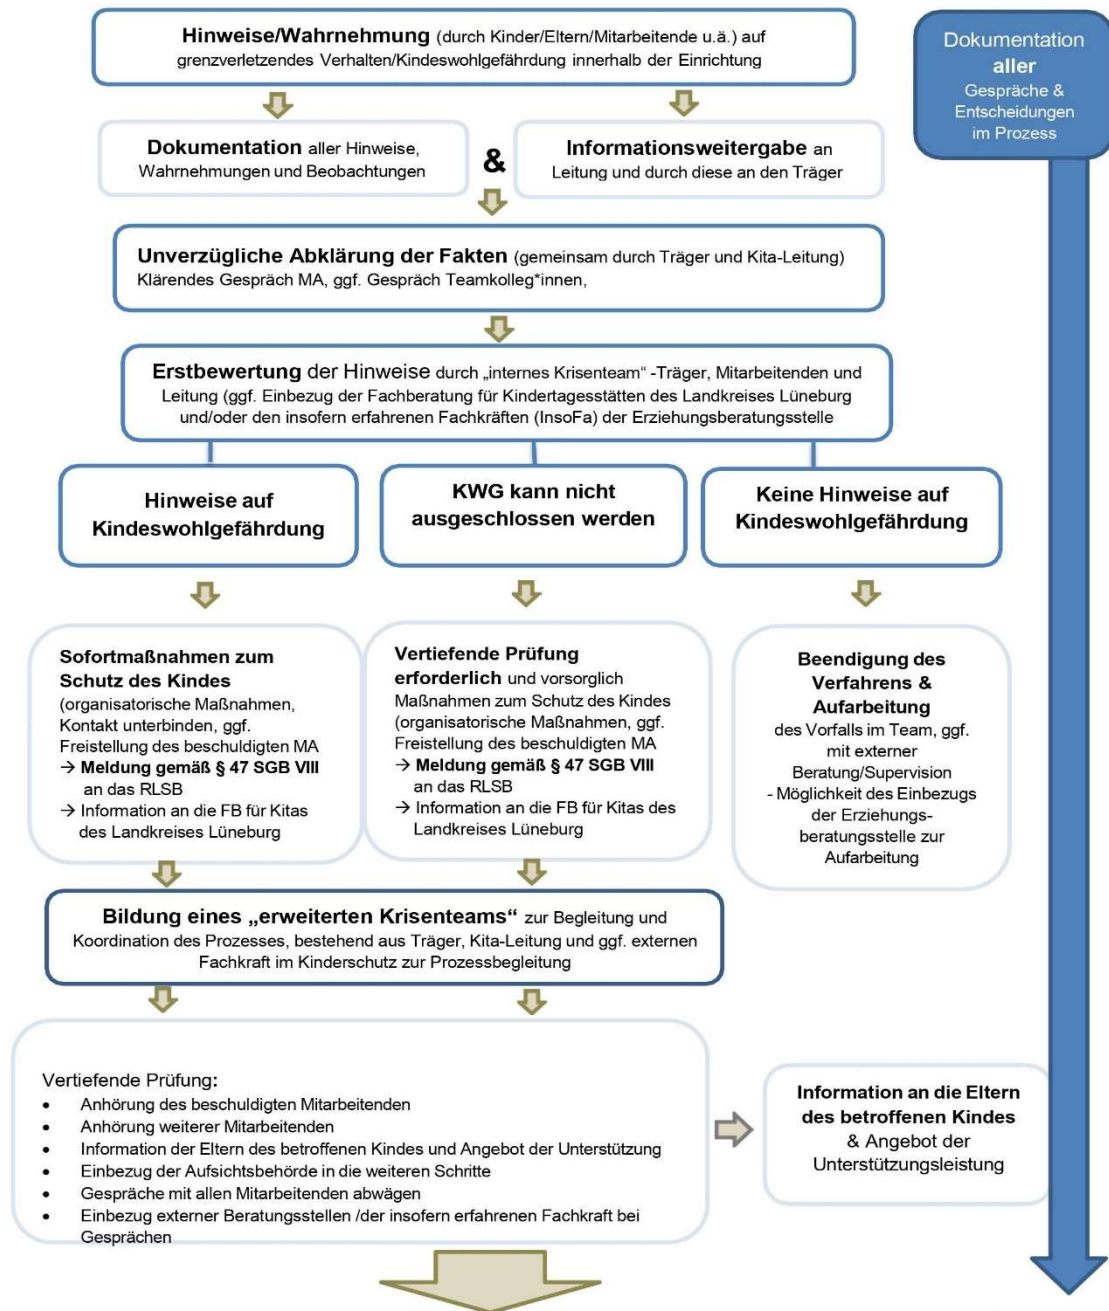 Hinweise/Wahrnehmung (durch Kinder/Eltern/Mitarbeitende u.ä.) auf
grenzverletzendes Verhalten/Kindeswohlgefährdung innerhalb der Einrichtung
Dokumentation
aller
Gespräche &
Entscheidungen
im Prozess
Dokumentation aller Hinweise,
Wahrnehmungen und Beobachtungen
&
Informationsweitergabe an
Leitung und durch diese an den Träger
Unverzügliche Abklärung der Fakten (gemeinsam durch Träger und Kita-Leitung)
Klärendes Gespräch MA, ggf. Gespräch Teamkolleg*innen,
Erstbewertung der Hinweise durch „internes Krisenteam“ -Träger, Mitarbeitenden und
Leitung (ggf. Einbezug der Fachberatung für Kindertagesstätten des Landkreises Lüneburg
und/oder den insofern erfahrenen Fachkräften (InsoFa) der Erziehungsberatungsstelle
Hinweise auf
Kindeswohlgefährdung
KWG kann nicht
ausgeschlossen werden
Keine Hinweise auf
Kindeswohlgefährdung
Sofortmaßnahmen zum
Schutz des Kindes
(organisatorische Maßnahmen,
Kontakt unterbinden, ggf.
Freistellung des beschuldigten MA
→ Meldung gemäß § 47 SGB VIII
an das RLSB
→ Information an die FB für Kitas
des Landkreises Lüneburg
Vertiefende Prüfung
erforderlich und vorsorglich
Maßnahmen zum Schutz des Kindes
(organisatorische Maßnahmen, ggf.
Freistellung des beschuldigten MA
→ Meldung gemäß § 47 SGB VIII
an das RLSB
→ Information an die FB für Kitas des
Landkreises Lüneburg
Beendigung des
Verfahrens &
Aufarbeitung
des Vorfalls im Team, ggf.
mit externer
Beratung/Supervision
- Möglichkeit des Einbezugs
der Erziehungs-
beratungsstelle zur
Aufarbeitung
Bildung eines „erweiterten Krisenteams“ zur Begleitung und
Koordination des Prozesses, bestehend aus Träger, Kita-Leitung und ggf. externen
Fachkraft im Kinderschutz zur Prozessbegleitung
Vertiefende Prüfung:
• Anhörung des beschuldigten Mitarbeitenden
• Anhörung weiterer Mitarbeitenden
• Information der Eltern des betroffenen Kindes und Angebot der Unterstützung
• Einbezug der Aufsichtsbehörde in die weiteren Schritte
• Gespräche mit allen Mitarbeitenden abwägen
• Einbezug externer Beratungsstellen /der insofern erfahrenen Fachkraft bei
Gesprächen
Information an die Eltern
des betroffenen Kindes
& Angebot der
Unterstützungsleistung